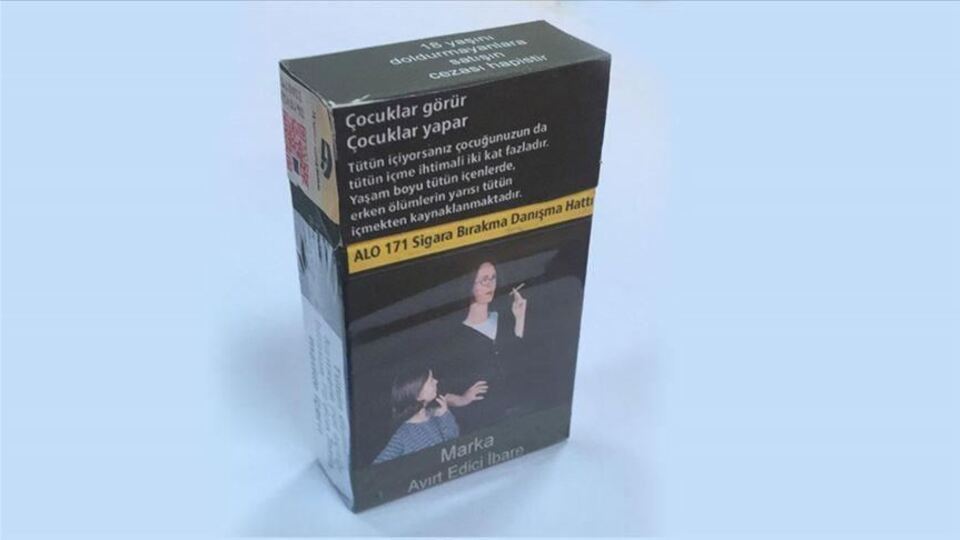 18 yaşını
doldurmayanlara
satışın
cezası hapistir
Çocuklar görür
Çocuklar yapar
Tütün içiyorsanız çocuğunuzun da
tütün içme ihtimali iki kat fazladır.
Yaşam boyu tütün içenlerde,
erken ölümlerin yarısı tütün
içmekten kaynaklanmaktadır.
ALO 171 Sigara Bırakma Danışma Hattı
Marka
Ayırt Edici İbare